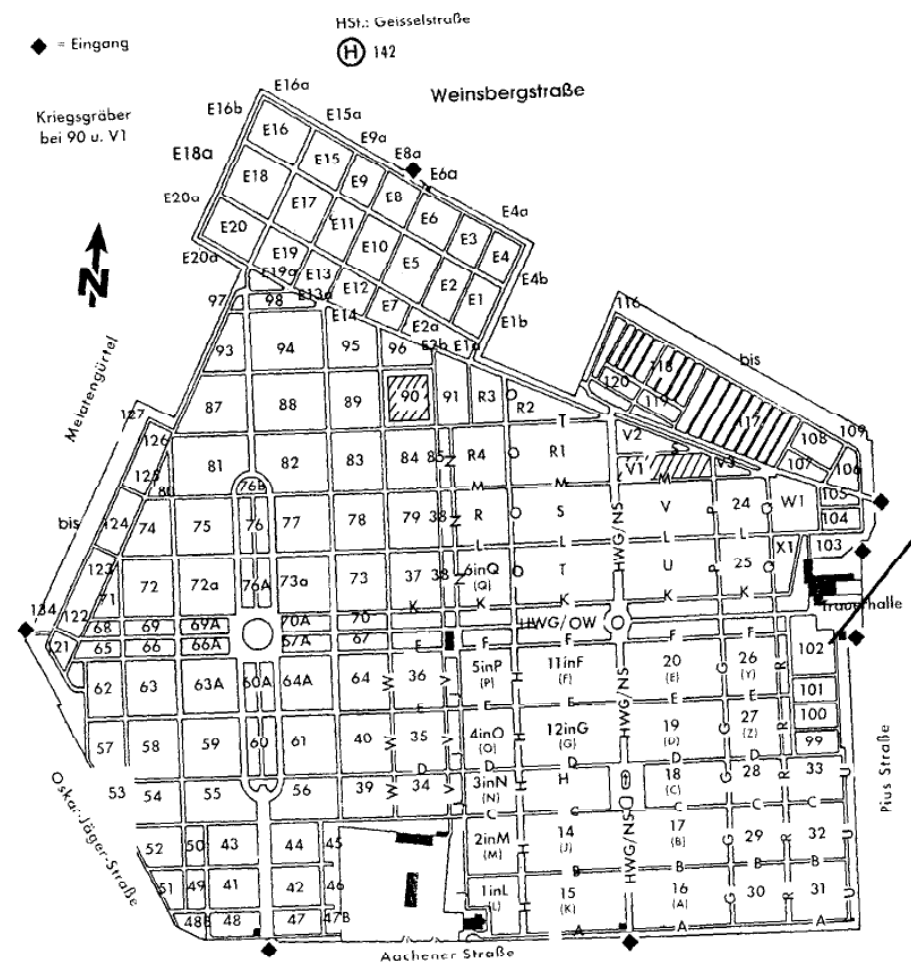 HSt.: Geisselstraße
= Eingang
H 142
Weinsbergstraße
Kriegsgräber
bei 90 u. V1
E16a
E16b E15a
E16 E9a
E18a E15 E8a
E9 E6a
E18 E8
E20a E17 E6 E4a
E11 E3
E20 E10 E4
E20a E19 E5 E4b
E19a E13 E2
E13a E12 E1
97 98 E7 E1b
E14 E2a 116
E2b E1a bis
93 94 95 96
118
120
Melatengürtel
87 88 89 90 91 R3 R2 119 117
127 T 108 109
126 V2 107 106
81 82 83 84 85 N R4 R1 V1 V3
125 M M M 105
80 76B 24 W1
124 74 75 76 77 78 79 38 N R S V P 104
bis L L L L 103
123 HWG/NS X1
71 72 72a 76A 73a 73 37 38 N 6inQ T U P 25
(Q)
134 122 K K K K Trauerhalle
68 69 69A 70A 70 HWG/OW
121 65 66 66A 67A 67 F F F F F 102
62 63 63A 60A 64A 64 W 36 V 5inP H 11inF 20 G 26 R
(P) (F) (E) (Y)
E E E E 101
57 58 59 60 61 40 W 35 V 4inO H 12inG HWG/NS 19 G 27 R 100
(O) (G) (D) (Z) 99
D D D D D
53 54 55 56 39 W 34 V 3inN H H 18 G 28 R 33 U
(N) (C)
C C C C C
Oskar-Jäger-Straße
Pius Straße
52 50 43 44 45 2inM H 14 HWG/NS 17 G 29 R 32 U
(M) (J) (B)
B B B B
51 49 41 42 46 1inL H 15 16 G 30 R 31 U
(L) (K) (A)
48B 48 47 47B A A A
Aachener Straße